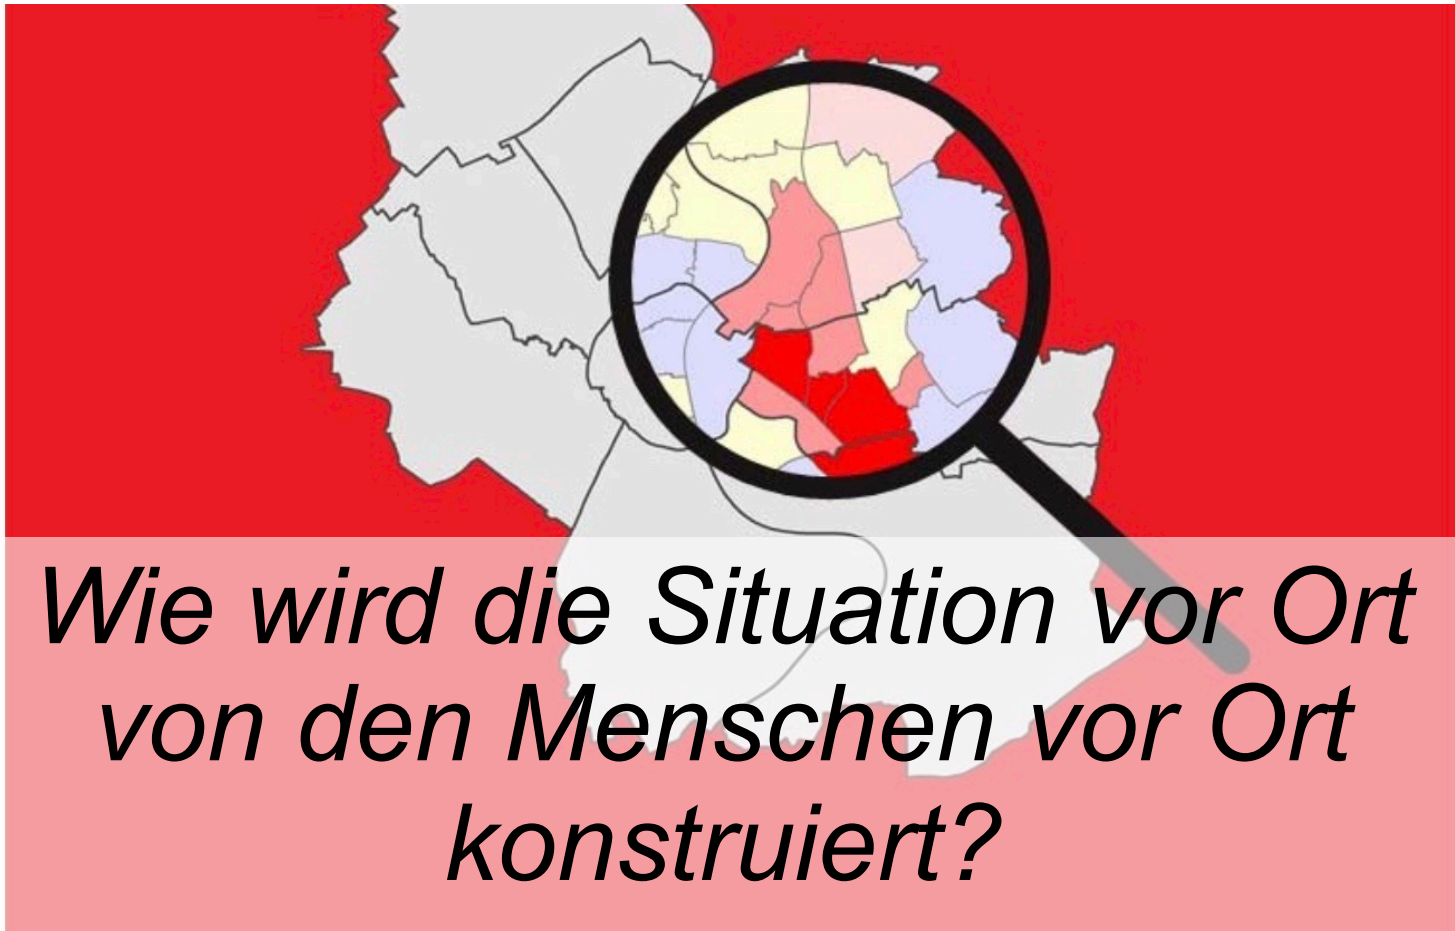 Wie wird die Situation vor Ort
von den Menschen vor Ort
konstruiert?